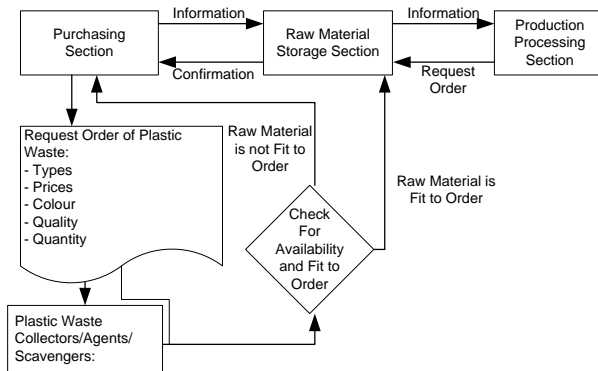 Information
Information
Purchasing
Section
Raw Material
Storage Section
Production
Processing
Section
Confirmation
Request
Order
Request Order of Plastic
Waste:
- Types
- Prices
- Colour
- Quality
- Quantity
Raw Material
is not Fit to
Order
Raw Material is
Fit to Order
Check
For
Availability
and Fit to
Order
Plastic Waste
Collectors/Agents/
Scavengers: